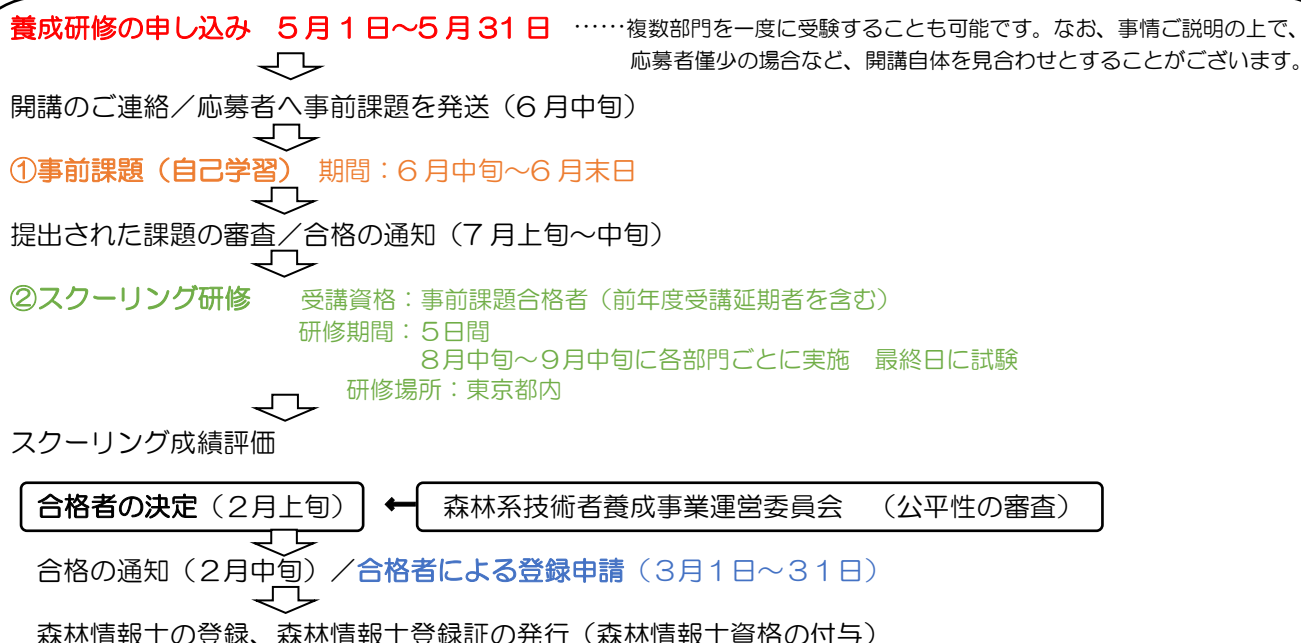 養成研修の申し込み　５月１日～５月３１日　……複数部門を一度に受験することも可能です。なお、事情ご説明の上で、
応募者僅少の場合など、開講自体を見合わせとすることがございます。
開講のご連絡／応募者へ事前課題を発送（６月中旬）
①事前課題（自己学習）　期間：６月中旬～６月末日
提出された課題の審査／合格の通知（７月上旬～中旬）
②スクーリング研修　受講資格：事前課題合格者（前年度受講延期者を含む）
研修期間：５日間
８月中旬～９月中旬に各部門ごとに実施　最終日に試験
研修場所：東京都内
スクーリング成績評価
合格者の決定（２月上旬）　森林系技術者養成事業運営委員会　（公平性の審査）
合格の通知（２月中旬）／合格者による登録申請（３月１日～３１日）
森林情報士の登録、森林情報士登録証の発行（森林情報士資格の付与）